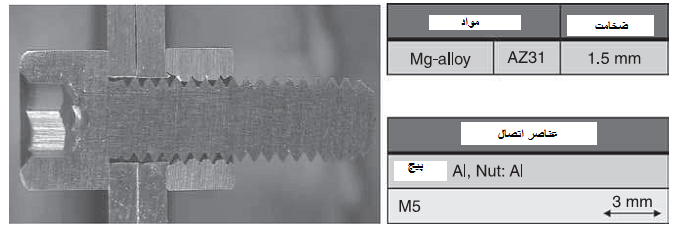 مواد ضخامت
Mg-alloy AZ31 1.5 mm
عناصر اتصال
پیچ Al, Nut: Al
M5 3 mm